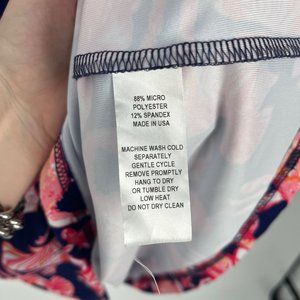 88% MICRO
POLYESTER
12% SPANDEX
MADE IN USA
MACHINE WASH COLD
SEPARATELY
GENTLE CYCLE
REMOVE PROMPTLY
HANG TO DRY
OR TUMBLE DRY
LOW HEAT
DO NOT DRY CLEAN